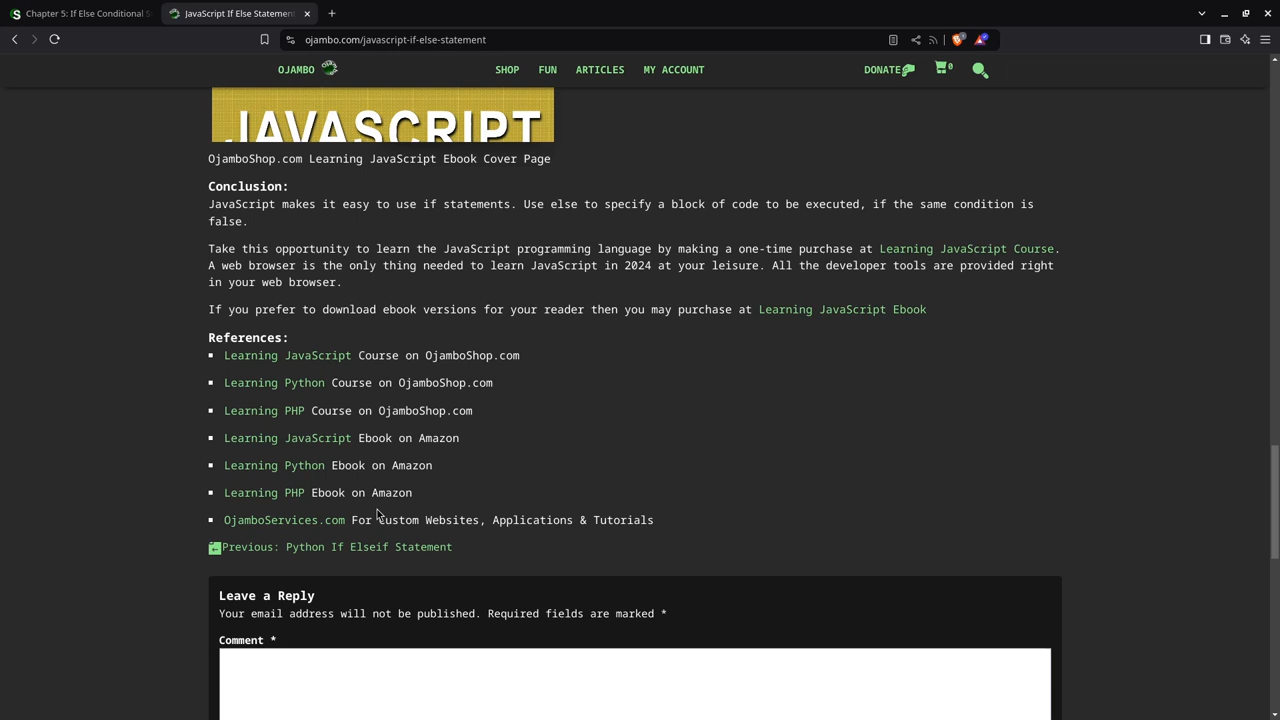 Chapter 5: If Else Conditional S
JavaScript If Else Statement
ojambo.com/javascript-if-else-statement
OJAMBO SHOP FUN ARTICLES MY ACCOUNT DONATE 0
JAVASCRIPT
OjamboShop.com Learning JavaScript Ebook Cover Page
Conclusion:
JavaScript makes it easy to use if statements. Use else to specify a block of code to be executed, if the same condition is
false.
Take this opportunity to learn the JavaScript programming language by making a one-time purchase at Learning JavaScript Course.
A web browser is the only thing needed to learn JavaScript in 2024 at your leisure. All the developer tools are provided right
in your web browser.
If you prefer to download ebook versions for your reader then you may purchase at Learning JavaScript Ebook
References:
Learning JavaScript Course on OjamboShop.com
Learning Python Course on OjamboShop.com
Learning PHP Course on OjamboShop.com
Learning JavaScript Ebook on Amazon
Learning Python Ebook on Amazon
Learning PHP Ebook on Amazon
OjamboServices.com For Custom Websites, Applications & Tutorials
Previous: Python If Elseif Statement
Leave a Reply
Your email address will not be published. Required fields are marked *
Comment *